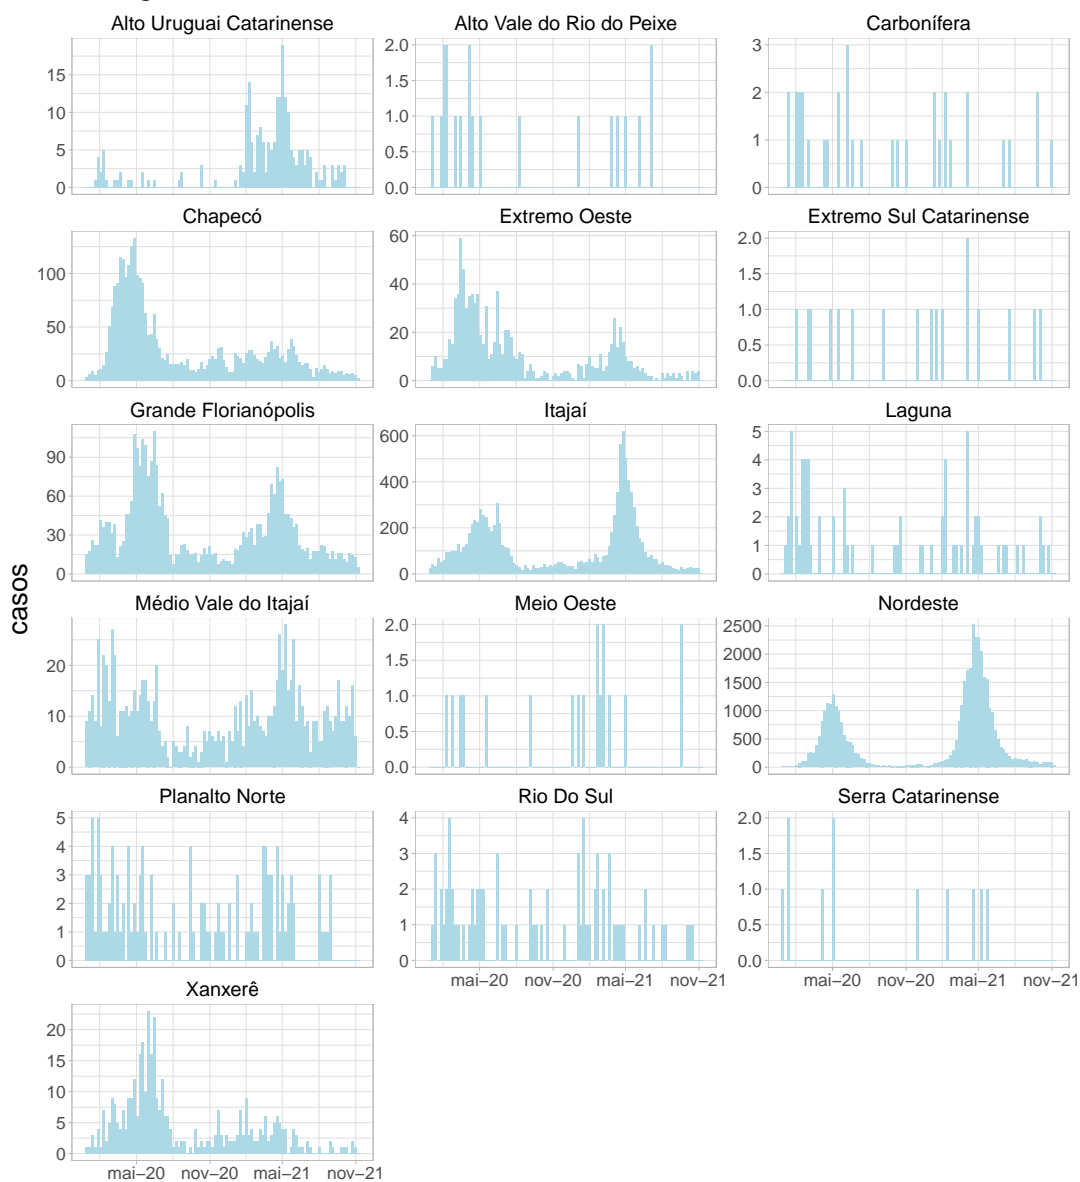 Alto Uruguai Catarinense Alto Vale do Rio do Peixe Carbonífera
15 10 5 0
2.0 1.5 1.0 0.5 0.0
3 2 1 0
Chapecó Extremo Oeste Extremo Sul Catarinense
100 50 0
60 40 20 0
2.0 1.5 1.0 0.5 0.0
Grande Florianópolis Itajaí Laguna
90 60 30 0
600 400 200 0
5 4 3 2 1 0
casos
Médio Vale do Itajaí Meio Oeste Nordeste
20 10 0
2.0 1.5 1.0 0.5 0.0
2500 2000 1500 1000 500 0
Planalto Norte Rio Do Sul Serra Catarinense
5 4 3 2 1 0
4 3 2 1 0
2.0 1.5 1.0 0.5 0.0
mai–20 nov–20 mai–21 nov–21 mai–20 nov–20 mai–21 nov–21
Xanxerê
20 15 10 5 0
mai–20 nov–20 mai–21 nov–21